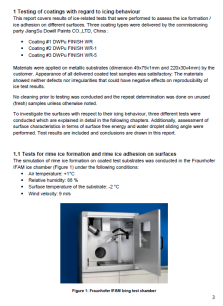 1 Testing of coatings with regard to icing behaviour
This report covers results of ice-related tests that were performed to assess the ice formation /
ice adhesion on different surfaces. Three coating types were delivered by the commissioning
party JiangSu Dowill Paints CO.,LTD, China :
• Coating #1 DWPu FINISH WR
• Coating #2 DWPu FINISH WR-1
• Coating #3 DWPu FINISH WR-5
Materials were applied on metallic substrates (dimension 49x79x1mm and 220x30x4mm) by the
customer. Appearance of all delivered coated test samples was satisfactory: The materials
showed neither defects nor irregularities that could have negative effects on reproducibility of
ice test results.
No cleaning prior to testing was conducted and the repeat determination was done on unused
(fresh) samples unless otherwise noted.
To investigate the surfaces with respect to their icing behaviour, three different tests were
conducted which are explained in detail in the following chapters. Additionally, assessment of
surface characteristics in terms of surface free energy and water droplet sliding angle were
performed. Test results are included and conclusions are drawn in this report.
1.1 Tests for rime ice formation and rime ice adhesion on surfaces
The simulation of rime ice formation on coated test substrates was conducted in the Fraunhofer
IFAM ice chamber (Figure 1) under the following conditions:
• Air temperature: +1°C
• Relative humidity: 80 %
• Surface temperature of the substrate: -2 °C
• Wind velocity: 9 m/s
Figure 1: Fraunhofer IFAM icing test chamber
3